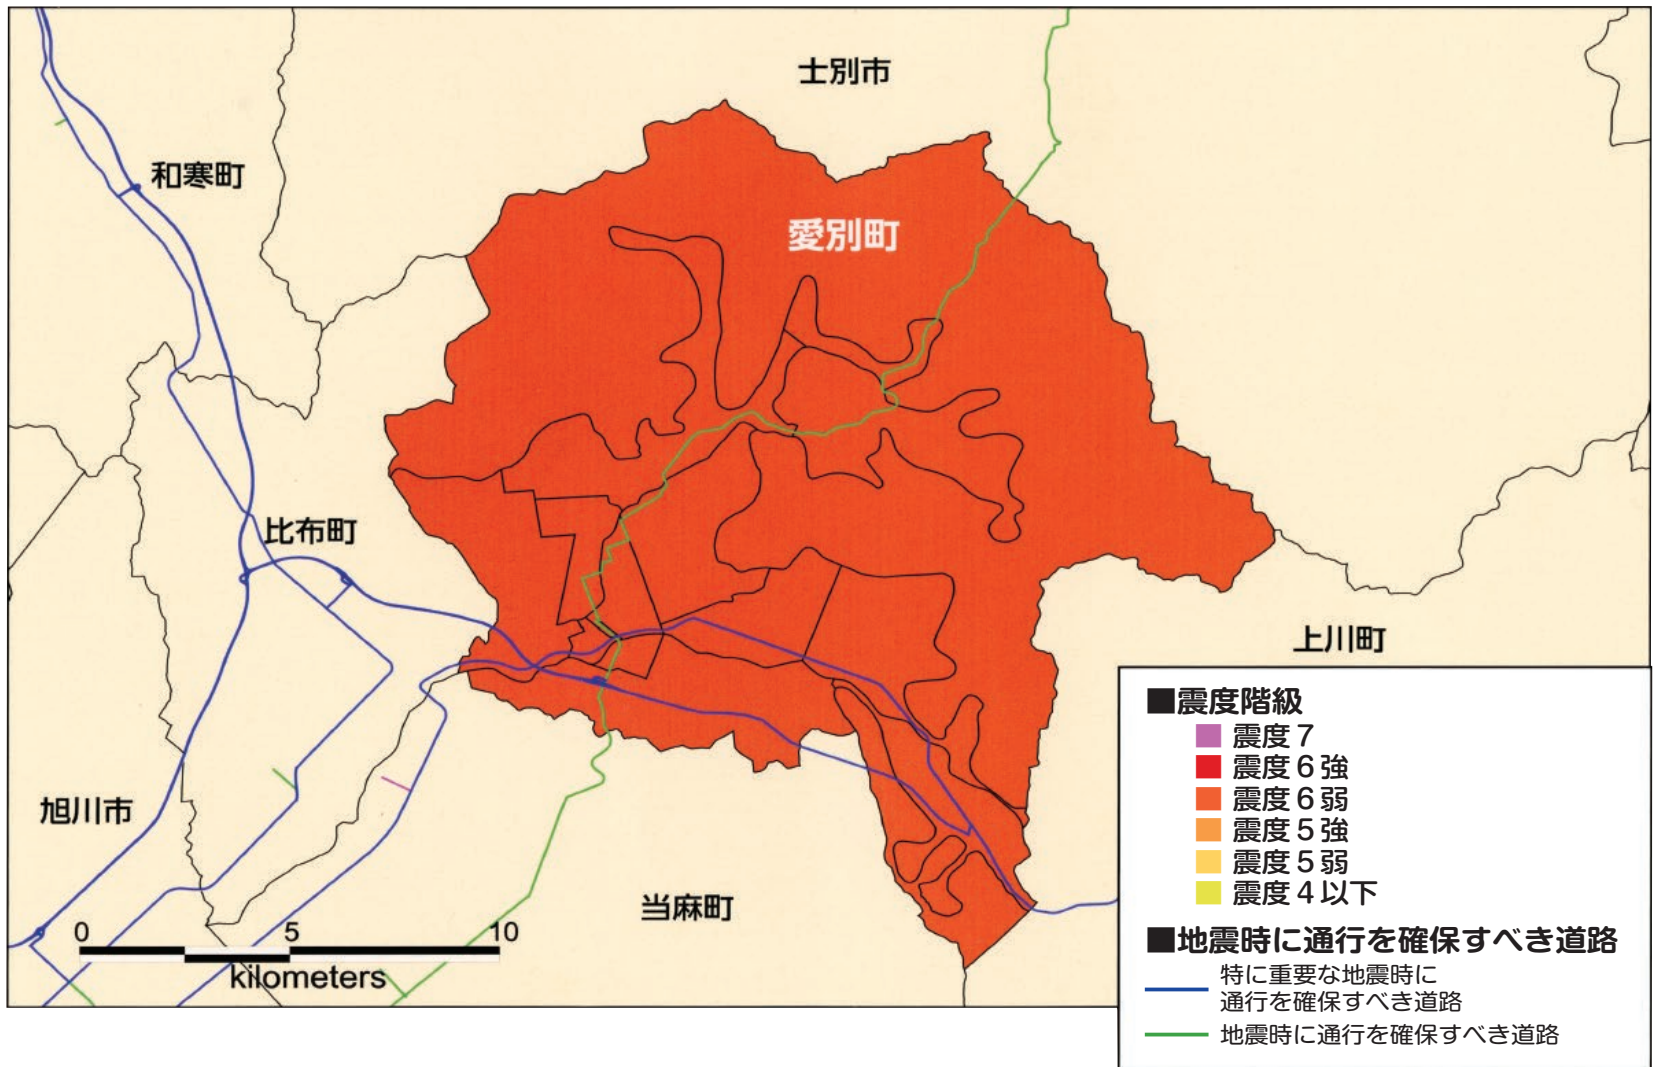 士別市
和寒町
愛別町
比布町
上川町
旭川市
当麻町
0 5 10
kilometers
■震度階級
震度７
震度６強
震度６弱
震度５強
震度５弱
震度４以下
■地震時に通行を確保すべき道路
特に重要な地震時に
通行を確保すべき道路
地震時に通行を確保すべき道路